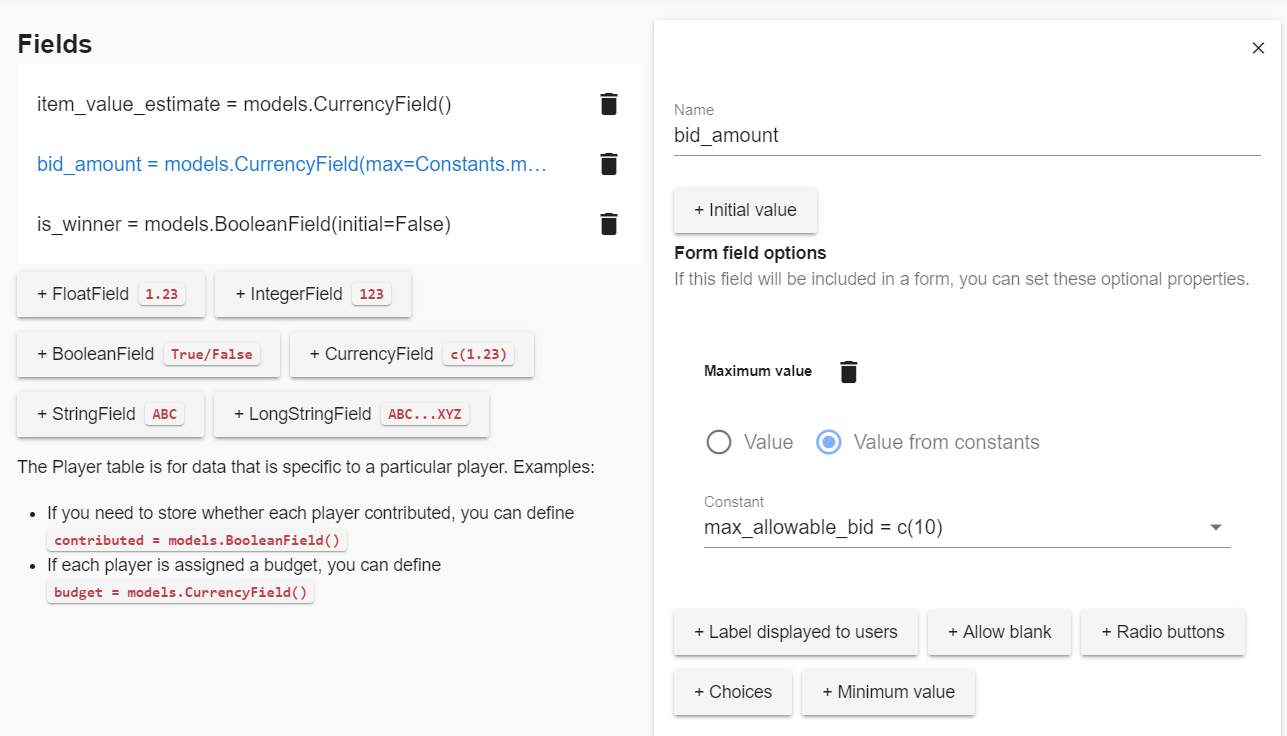 Fields
item_value_estimate = models.CurrencyField()
bid_amount = models.CurrencyField(max=Constants.m…
is_winner = models.BooleanField(initial=False)
+ FloatField 1.23
+ IntegerField 123
+ BooleanField True/False
+ CurrencyField c(1.23)
+ StringField ABC
+ LongStringField ABC...XYZ
The Player table is for data that is specific to a particular player. Examples:
• If you need to store whether each player contributed, you can define
contributed = models.BooleanField()
• If each player is assigned a budget, you can define
budget = models.CurrencyField()
Name
bid_amount
+ Initial value
Form field options
If this field will be included in a form, you can set these optional properties.
Maximum value
Value
Value from constants
Constant
max_allowable_bid = c(10)
+ Label displayed to users
+ Allow blank
+ Radio buttons
+ Choices
+ Minimum value